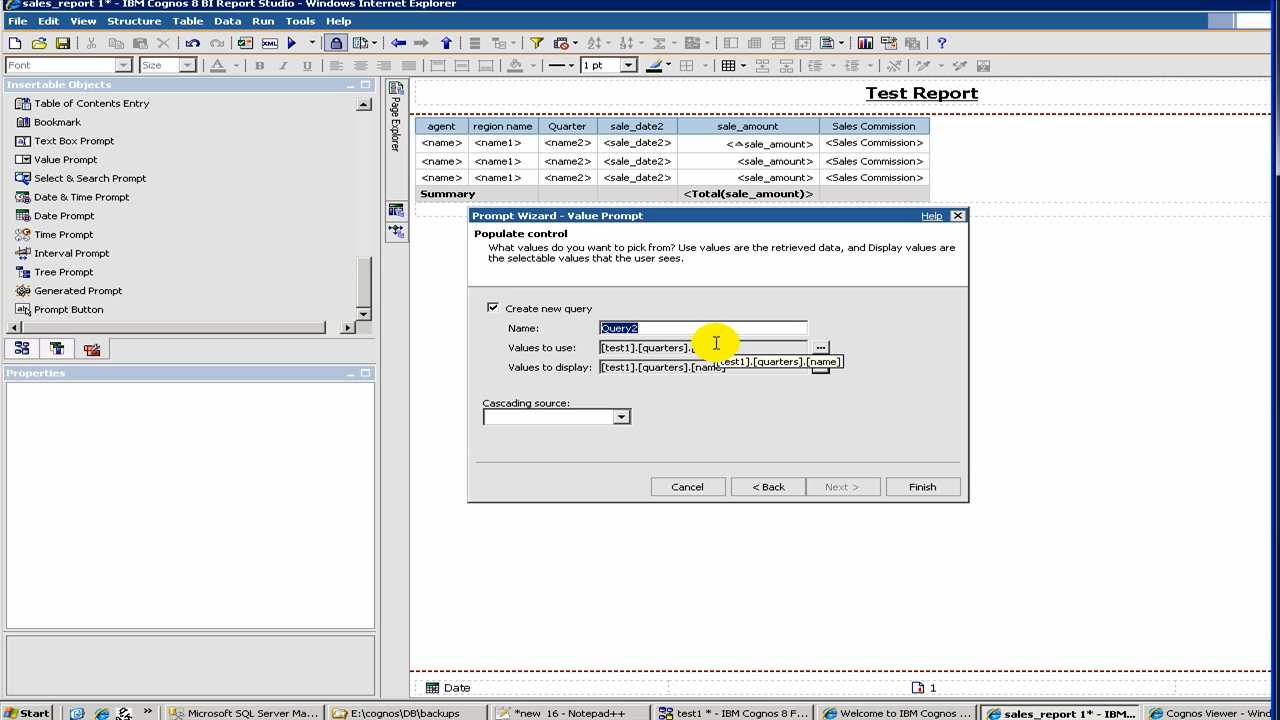 sales_report 1* - IBM Cognos 8 BI Report Studio - Windows Internet Explorer
File Edit View Structure Table Data Run Tools Help
Font Size B I U 1 pt
Insertable Objects
Table of Contents Entry
Bookmark
Text Box Prompt
Value Prompt
Select & Search Prompt
Date & Time Prompt
Date Prompt
Time Prompt
Interval Prompt
Tree Prompt
Generated Prompt
Prompt Button
Properties
Page Explorer
Test Report
agent region name Quarter sale_date2 sale_amount Sales Commission
<name> <name1> <name2> <sale_date2> <sale_amount> <Sales Commission>
<name> <name1> <name2> <sale_date2> <sale_amount> <Sales Commission>
<name> <name1> <name2> <sale_date2> <sale_amount> <Sales Commission>
Summary <Total(sale_amount)>
Prompt Wizard - Value Prompt Help
Populate control
What values do you want to pick from? Use values are the retrieved data, and Display values are
the selectable values that the user sees.
Create new query
Name: Query2
Values to use: [test1].[quarters].
[test1].[quarters].[name]
Values to display: [test1].[quarters].[name]
Cascading source:
Cancel < Back Next > Finish
Date 1
Start » Microsoft SQL Server Ma... E:\cognos\DB\backups *new 16 - Notepad++ test1 * - IBM Cognos 8 F... Welcome to IBM Cognos ... sales_report 1* - IBM... Cognos Viewer - Wind